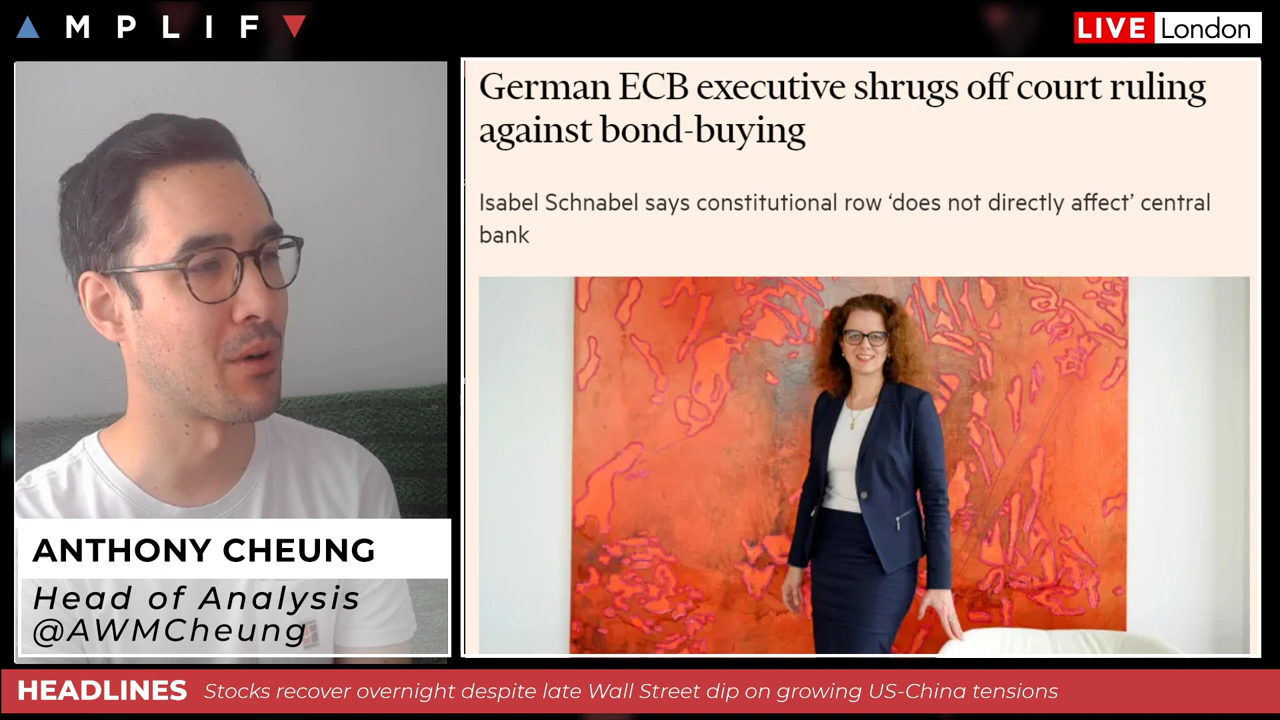 AMPLIFY
LIVE London
German ECB executive shrugs off court ruling
against bond-buying
Isabel Schnabel says constitutional row ‘does not directly affect’ central
bank
ANTHONY CHEUNG
Head of Analysis
@AWMCheung
HEADLINES Stocks recover overnight despite late Wall Street dip on growing US-China tensions